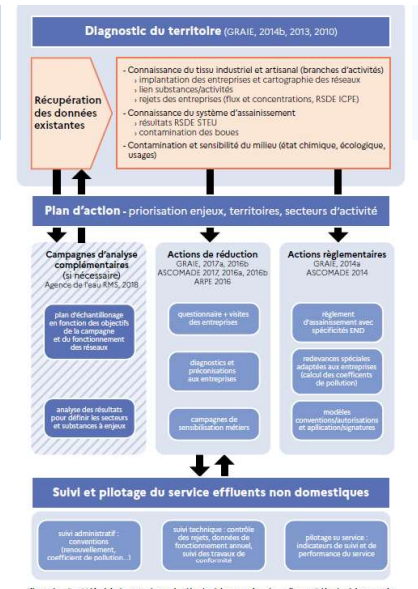 Diagnostic du territoire (GRAIE, 2014b, 2013, 2010)
Récupération
des données
existantes
- Connaissance du tissu industriel et artisanal (branches d'activités)
› implantation des entreprises et cartographie des réseaux
› lien substances/activités
› rejets des entreprises (flux et concentrations, RSDE ICPE)
- Connaissance du système d'assainissement
› résultats RSDE STEU
› contamination des boues
- Contamination et sensibilité du milieu (état chimique, écologique,
usages)
Plan d'action - priorisation enjeux, territoires, secteurs d'activité
Campagnes d'analyse
complémentaires
(si nécessaire)
Agence de l'eau RMS, 2018
plan d'échantillonage
en fonction des objectifs
de la campagne
et du fonctionnement
des réseaux
analyse des résultats
pour définir les secteurs
et substances à enjeux
Actions de réduction
GRAIE, 2017a, 2016b
ASCOMADE 2017, 2016a, 2016b
ARPE 2016
questionnaire + visites
des entreprises
diagnostics et
préconisations
aux entreprises
campagnes de
sensibilisation métiers
Actions règlementaires
GRAIE, 2014a
ASCOMADE 2014
règlement
d'assainissement avec
spécificités END
redevances spéciales
adaptées aux entreprises
(calcul des coefficents
de pollution)
modèles
conventions/autorisations
et apllication/signatures
Suivi et pilotage du service effluents non domestiques
suivi administratif :
conventions
(renouvellement,
coefficient de pollution...)
suivi technique : contrôle
des rejets, données de
fonctionnement annuel,
suivi des travaux de
conformité
pilotage su service :
indicateurs de suivi et de
performance du service